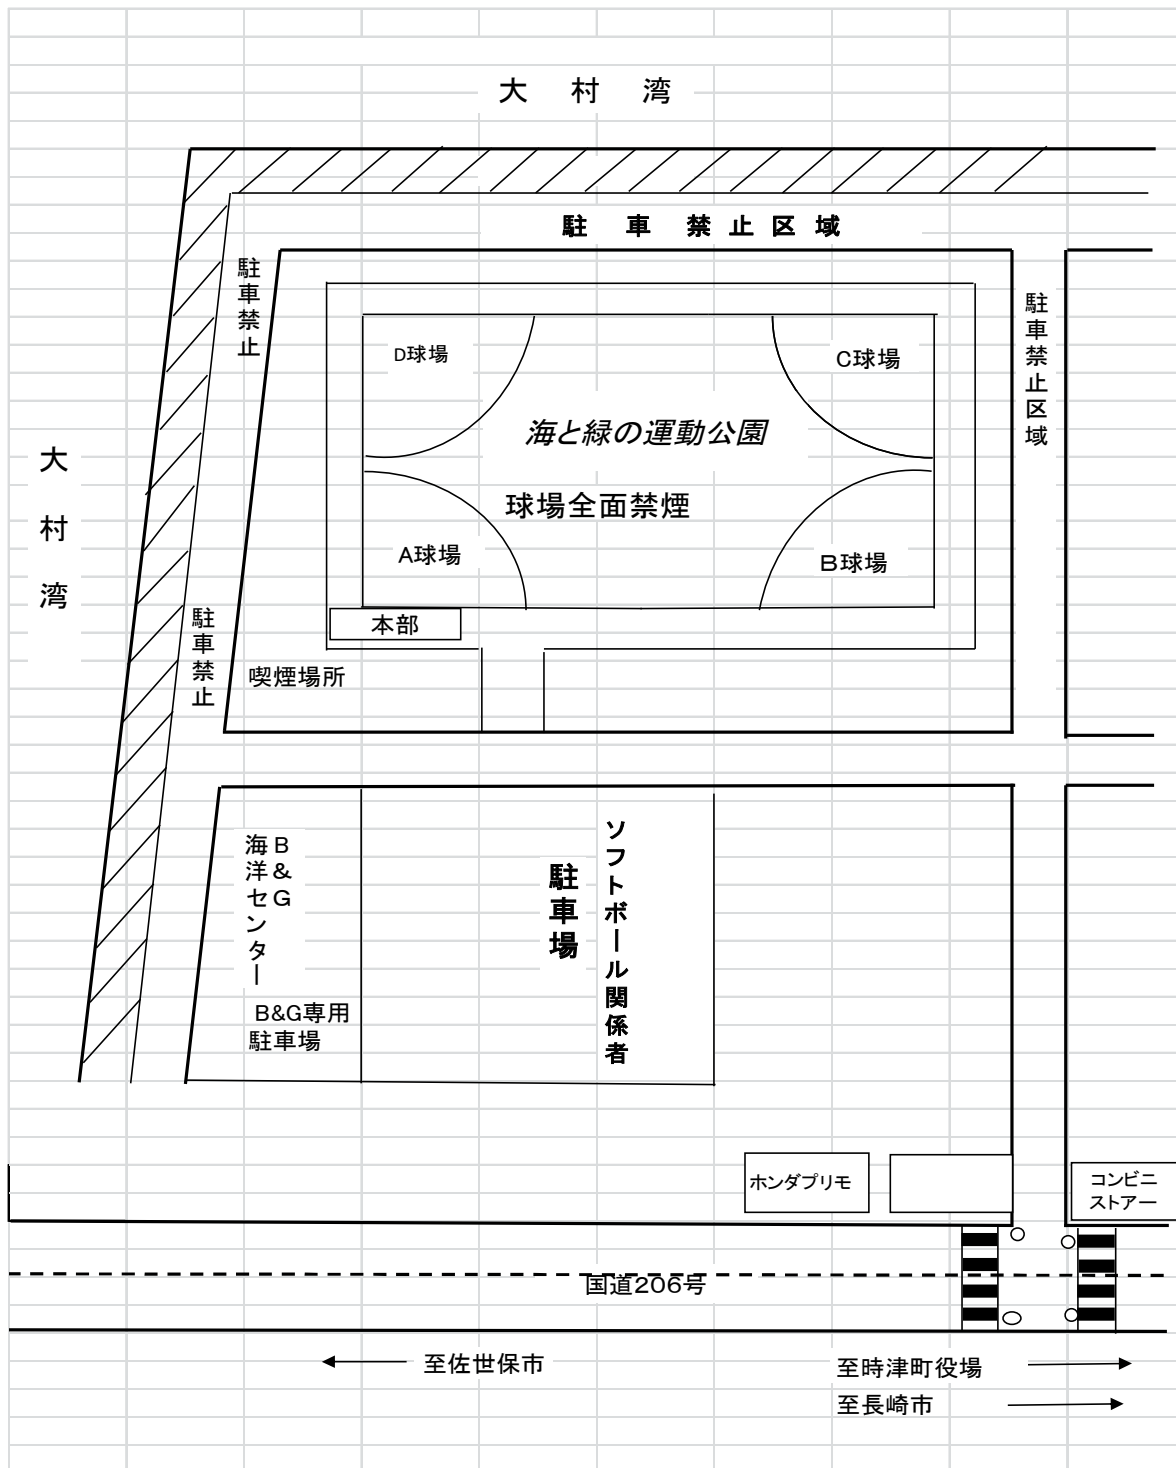 大村湾
駐車禁止区域
駐車禁止
駐車禁止区域
D球場
C球場
海と緑の運動公園
大村湾
球場全面禁煙
A球場
B球場
本部
駐車禁止
喫煙場所
B&G
海洋センター
ソフトボール関係者
駐車場
B&G専用
駐車場
ホンダプリモ
コンビニ
ストアー
国道206号
至佐世保市
至時津町役場
至長崎市